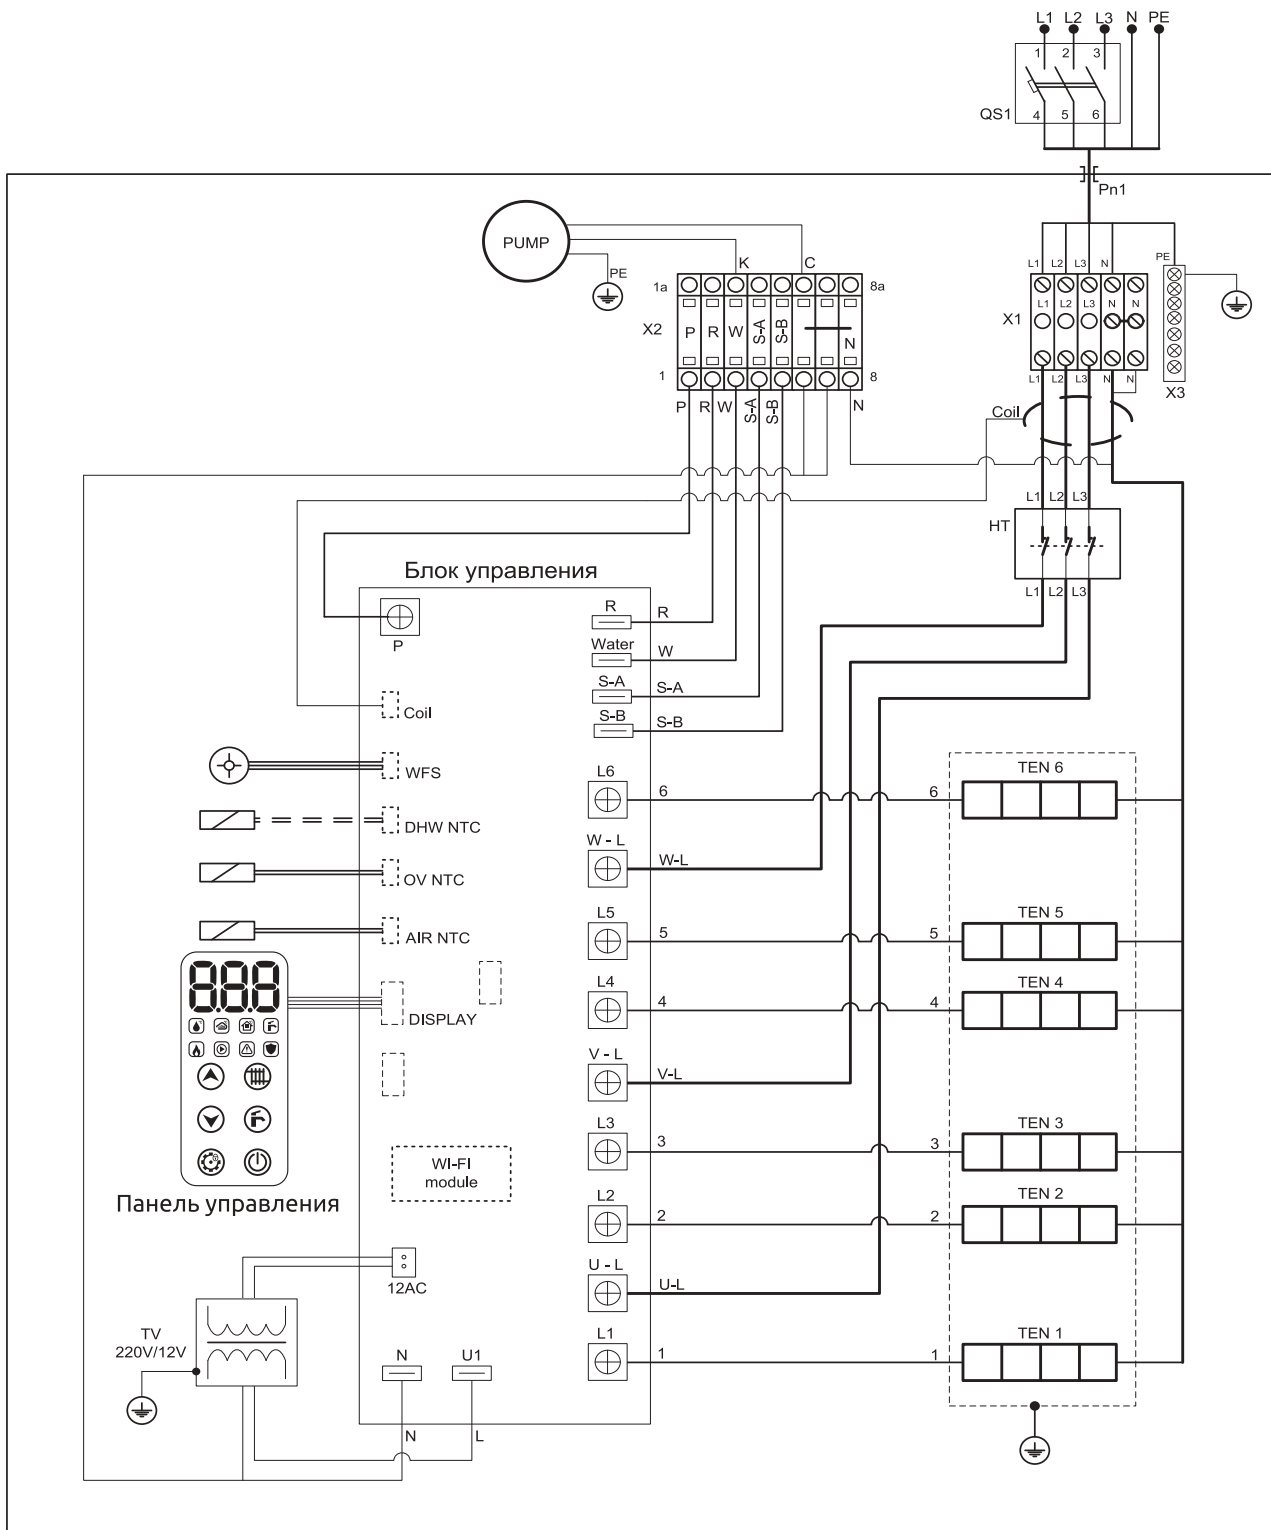 L1 L2 L3 N PE
1 2 3
QS1 4 5 6
Pn1
PUMP
PE
K C
1a 8a
X2 P R W S-A S-B N
1 8
P R W S-A S-B N
L1 L2 L3 N PE
L1 L2 L3 N N
X1
L1 L2 L3 N N
X3
Coil
L1 L2 L3
HT
L1 L2 L3
Блок управления
P
R R
Water W
S-A S-A
S-B S-B
Coil
WFS
DHW NTC
OV NTC
AIR NTC
DISPLAY
8.8.8
Панель управления
WI-FI
module
L6 6 6 TEN 6
W - L W-L
L5 5 5 TEN 5
L4 4 4 TEN 4
V - L V-L
L3 3 3 TEN 3
L2 2 2 TEN 2
U - L U-L
L1 1 1 TEN 1
12AC
TV
220V/12V
N U1
N L